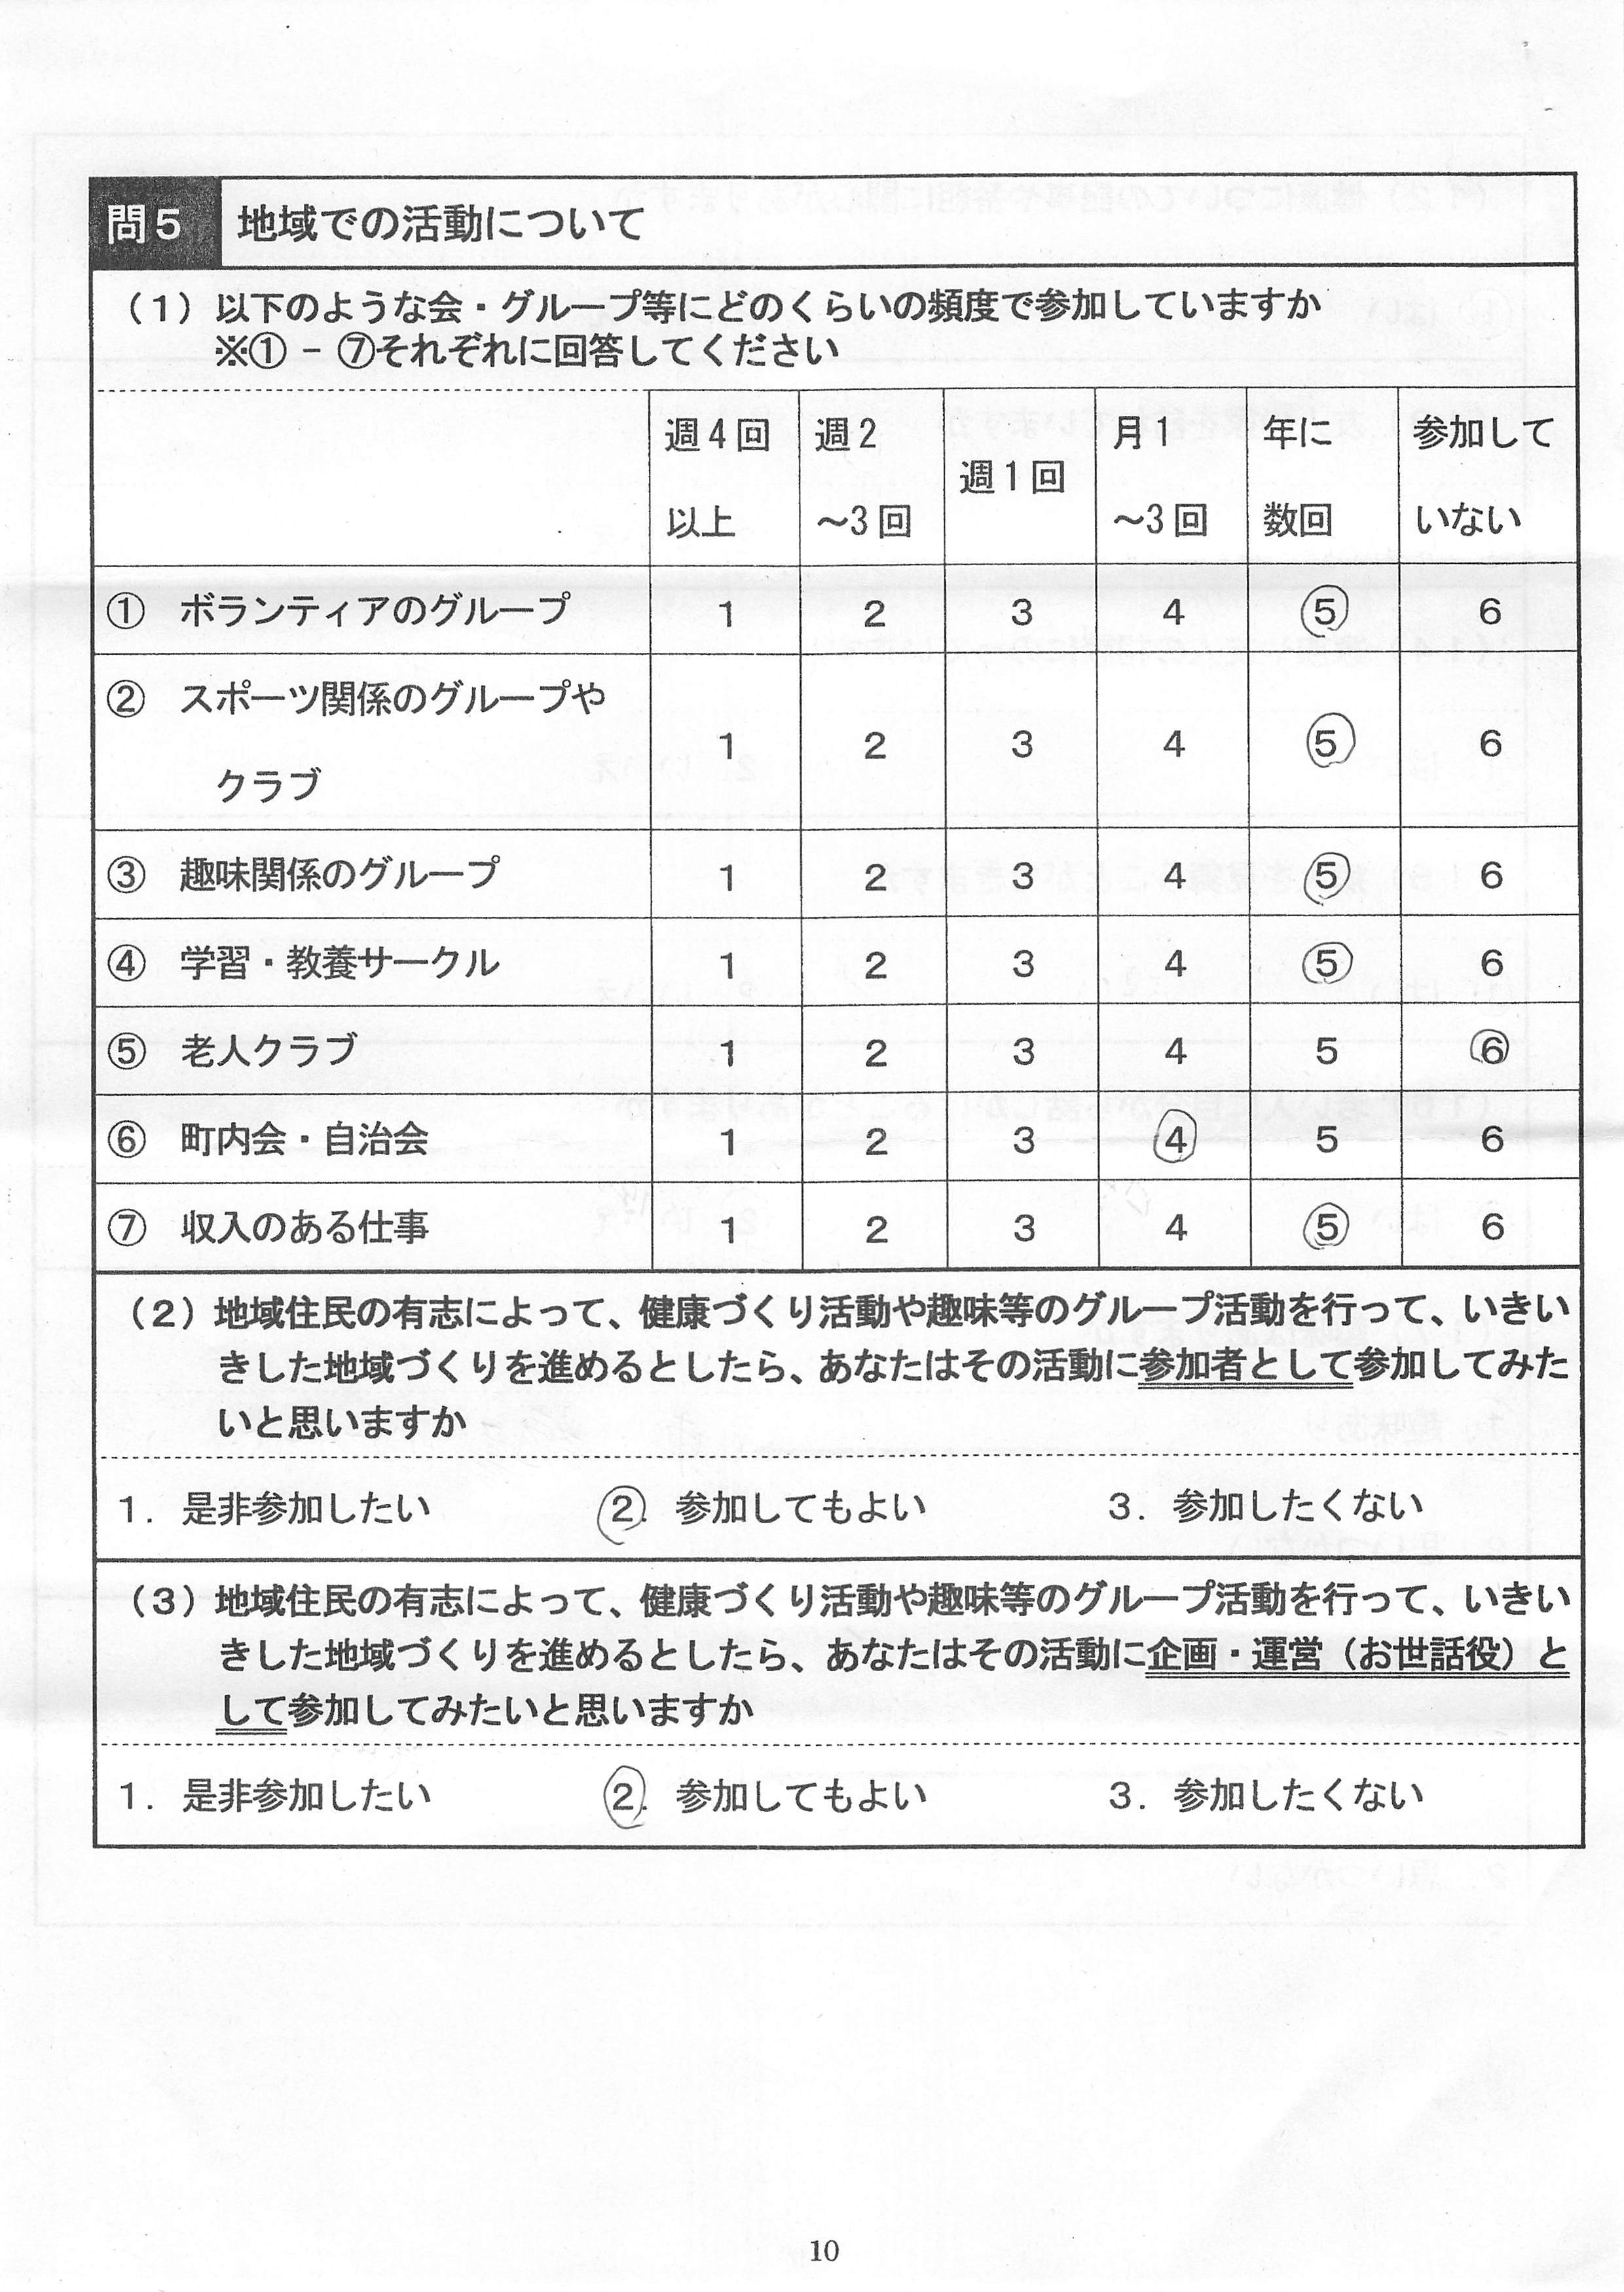 問5 地域での活動について
（1）以下のような会・グループ等にどのくらいの頻度で参加していますか
※①－⑦それぞれに回答してください
週4回以上 週2～3回 週1回 月1～3回 年に数回 参加していない
① ボランティアのグループ 1 2 3 4 5 6
② スポーツ関係のグループや
クラブ 1 2 3 4 5 6
③ 趣味関係のグループ 1 2 3 4 5 6
④ 学習・教養サークル 1 2 3 4 5 6
⑤ 老人クラブ 1 2 3 4 5 6
⑥ 町内会・自治会 1 2 3 4 5 6
⑦ 収入のある仕事 1 2 3 4 5 6
（2）地域住民の有志によって、健康づくり活動や趣味等のグループ活動を行って、いきい
きした地域づくりを進めるとしたら、あなたはその活動に参加者として参加してみた
いと思いますか
1．是非参加したい 2．参加してもよい 3．参加したくない
（3）地域住民の有志によって、健康づくり活動や趣味等のグループ活動を行って、いきい
きした地域づくりを進めるとしたら、あなたはその活動に企画・運営（お世話役）と
して参加してみたいと思いますか
1．是非参加したい 2．参加してもよい 3．参加したくない
10